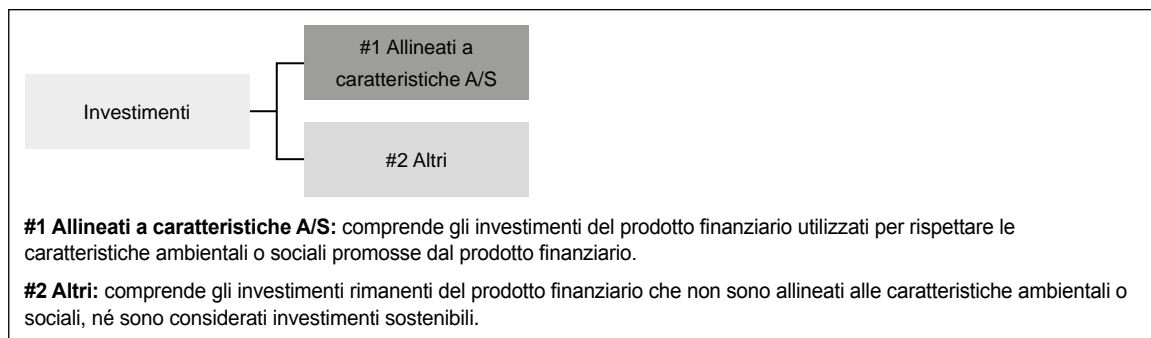 #1 Allineati a
caratteristiche A/S
Investimenti
#2 Altri
#1 Allineati a caratteristiche A/S: comprende gli investimenti del prodotto finanziario utilizzati per rispettare le
caratteristiche ambientali o sociali promosse dal prodotto finanziario.
#2 Altri: comprende gli investimenti rimanenti del prodotto finanziario che non sono allineati alle caratteristiche ambientali o
sociali, né sono considerati investimenti sostenibili.